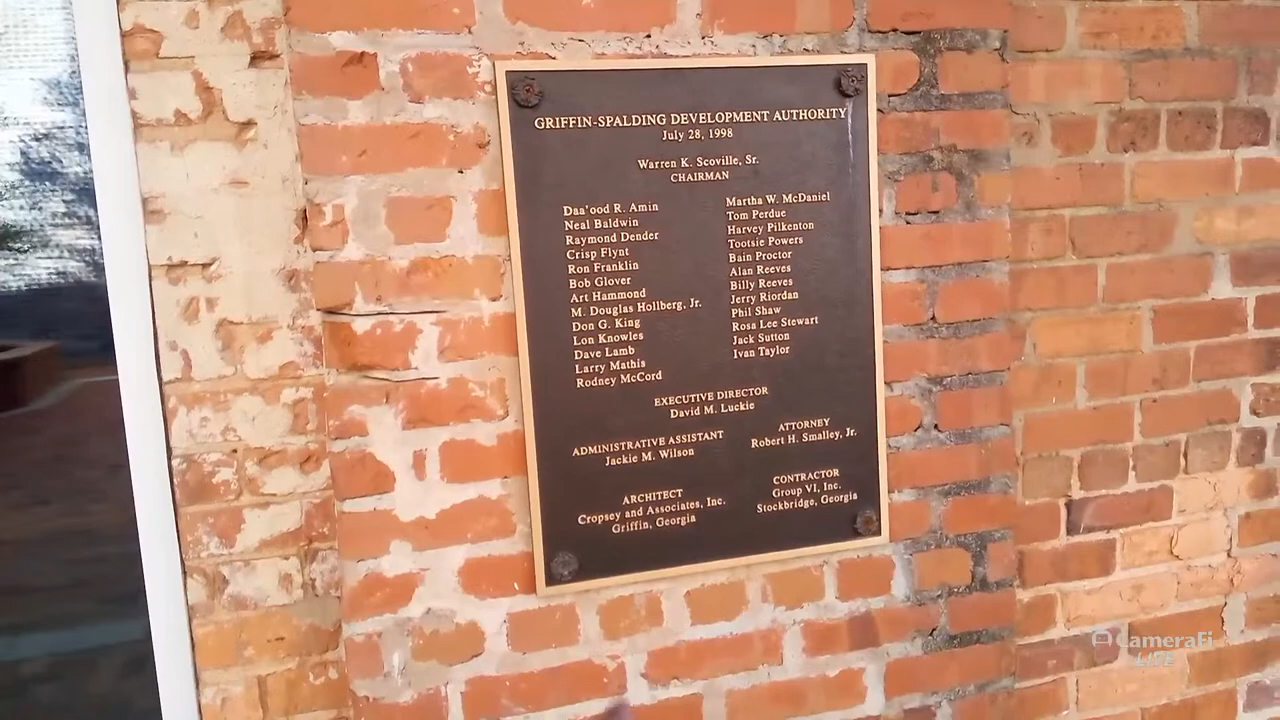 GRIFFIN-SPALDING DEVELOPMENT AUTHORITY
July 28, 1998
Warren K. Scoville, Sr.
CHAIRMAN
Daa'ood R. Amin
Neal Baldwin
Raymond Dender
Crisp Flynt
Ron Franklin
Bob Glover
Art Hammond
M. Douglas Hollberg, Jr.
Don G. King
Lon Knowles
Dave Lamb
Larry Mathis
Rodney McCord
Martha W. McDaniel
Tom Perdue
Harvey Pilkenton
Tootsie Powers
Bain Proctor
Alan Reeves
Billy Reeves
Jerry Riordan
Phil Shaw
Rosa Lee Stewart
Jack Sutton
Ivan Taylor
EXECUTIVE DIRECTOR
David M. Luckie
ADMINISTRATIVE ASSISTANT
Jackie M. Wilson
ATTORNEY
Robert H. Smalley, Jr.
ARCHITECT
Cropsey and Associates, Inc.
Griffin, Georgia
CONTRACTOR
Group VI, Inc.
Stockbridge, Georgia
CameraFi
LIVE